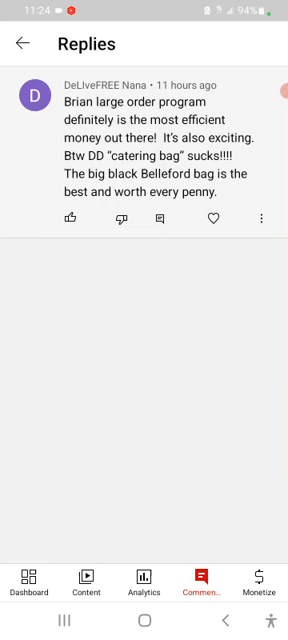 11:24
94%
Replies
D
DeLIveFREE Nana • 11 hours ago
Brian large order program
definitely is the most efficient
money out there! It's also exciting.
Btw DD “catering bag” sucks!!!!
The big black Belleford bag is the
best and worth every penny.
Dashboard
Content
Analytics
Commen...
Monetize